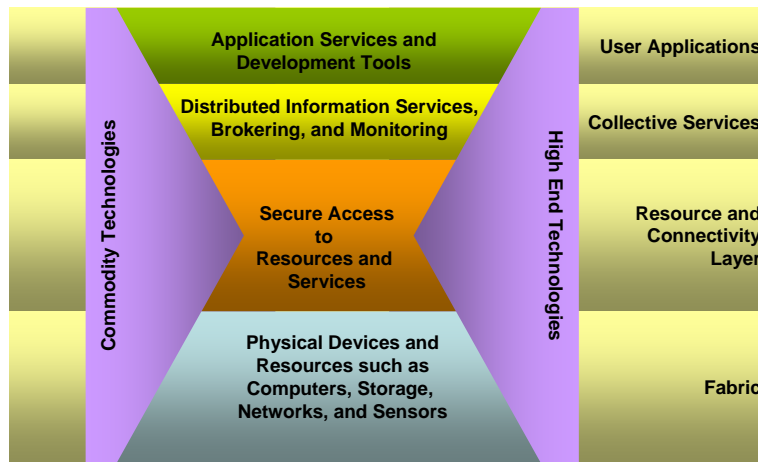 Application Services and
Development Tools
User Applications
Distributed Information Services,
Brokering, and Monitoring
Collective Services
Commodity Technologies
High End Technologies
Secure Access
to
Resources and
Services
Resource and
Connectivity
Layer
Physical Devices and
Resources such as
Computers, Storage,
Networks, and Sensors
Fabric